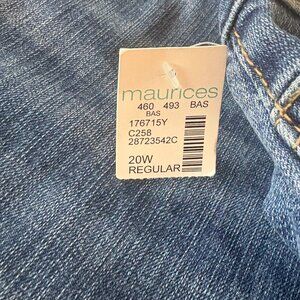 maurices
460 493 BAS
BAS
176715Y
C258
28723542C
20W
REGULAR